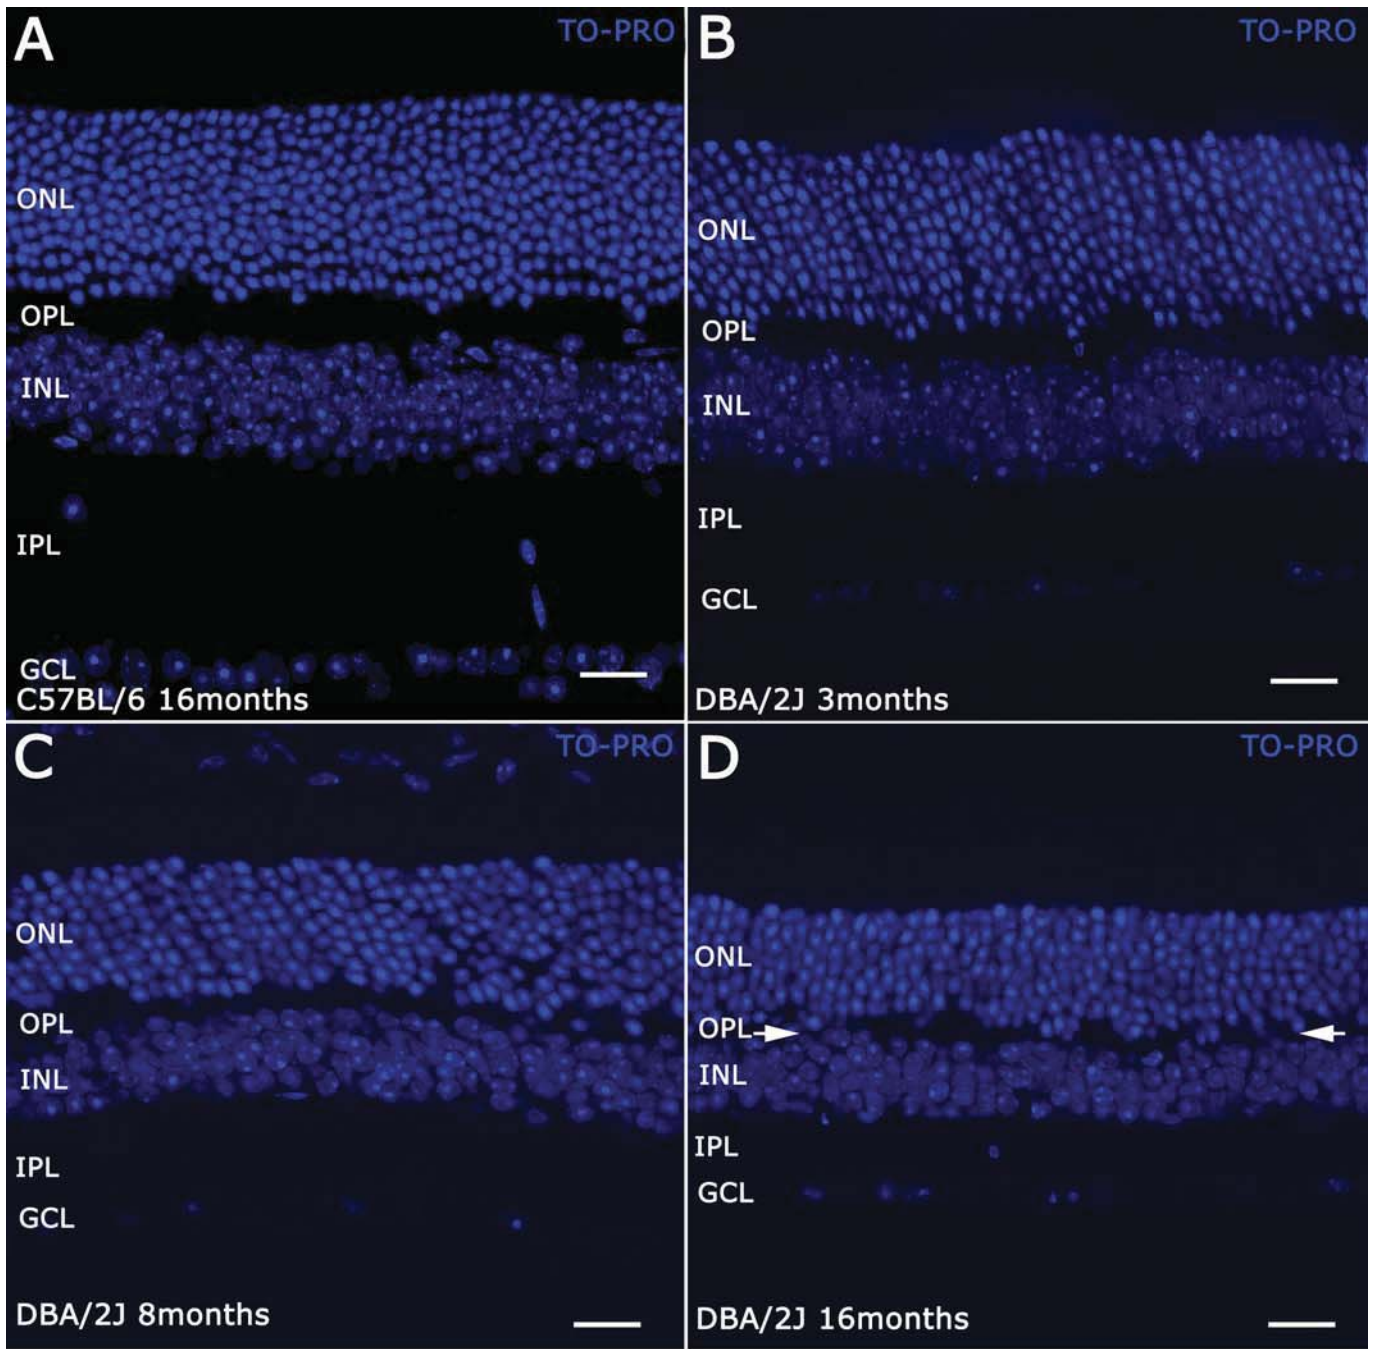 A
TO-PRO
ONL
OPL
INL
IPL
GCL
C57BL/6 16months
B
TO-PRO
ONL
OPL
INL
IPL
GCL
DBA/2J 3months
C
TO-PRO
ONL
OPL
INL
IPL
GCL
DBA/2J 8months
D
TO-PRO
ONL
OPL
INL
IPL
GCL
DBA/2J 16months